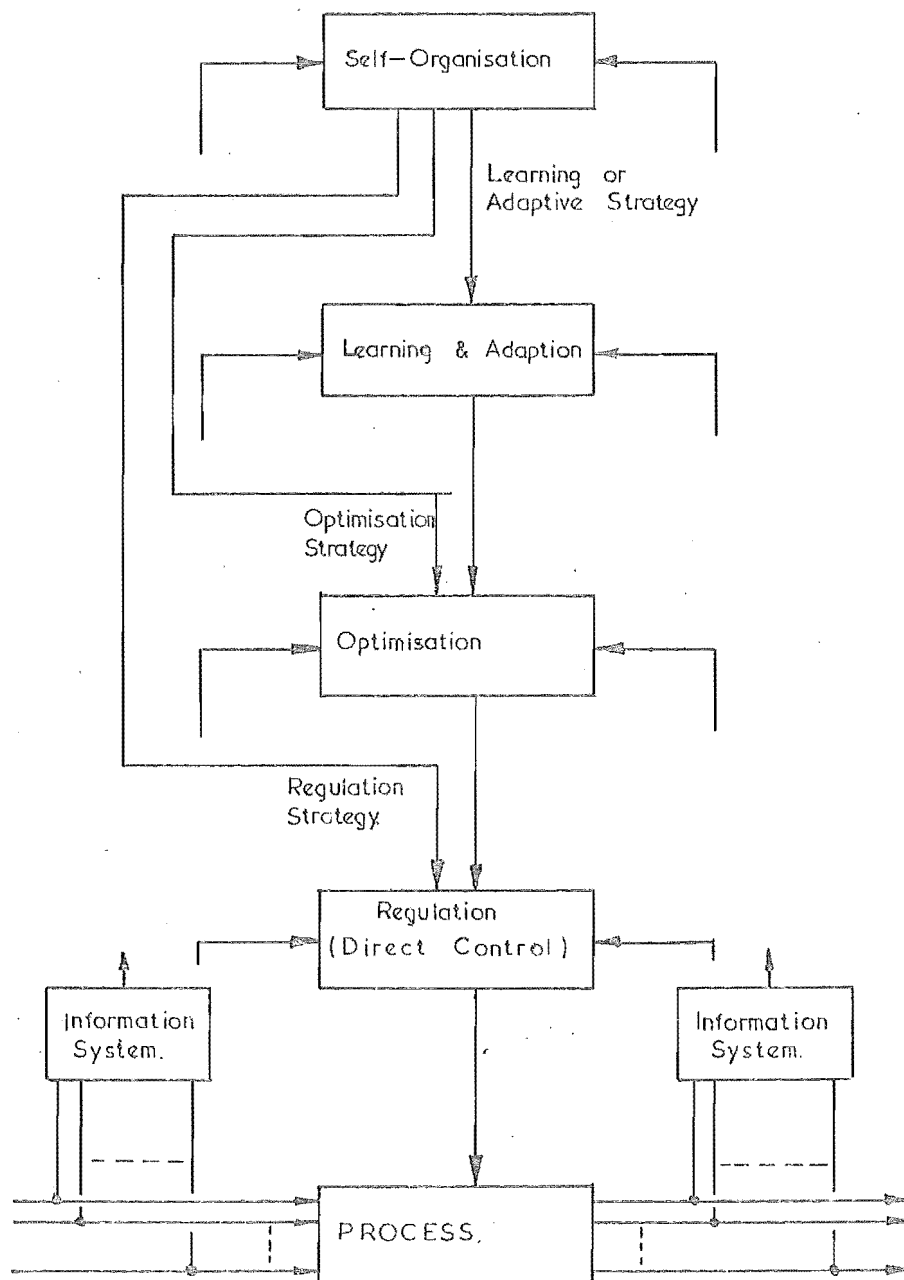 Self-Organisation
Learning or
Adaptive Strategy
Learning & Adaption
Optimisation
Strategy
Optimisation
Regulation
Strategy.
Regulation
(Direct Control)
Information
System.
Information
System.
PROCESS.